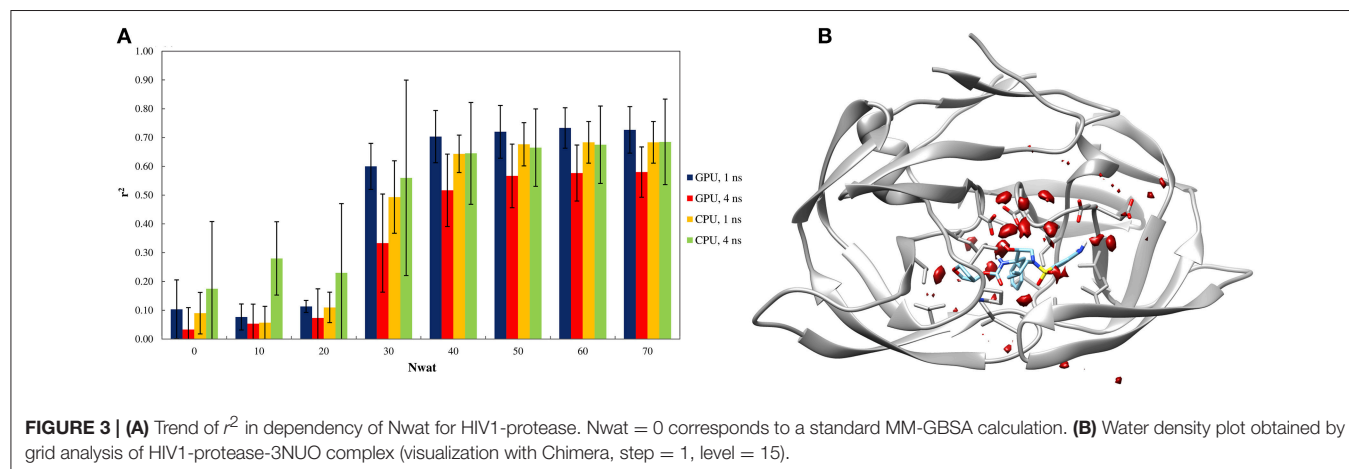 A
B
1.00
0.90
0.80
0.70
0.60
0.50
0.40
0.30
0.20
0.10
0.00
r²
0 10 20 30 40 50 60 70
Nwat
GPU, 1 ns
GPU, 4 ns
CPU, 1 ns
CPU, 4 ns
FIGURE 3 | (A) Trend of r² in dependency of Nwat for HIV1-protease. Nwat = 0 corresponds to a standard MM-GBSA calculation. (B) Water density plot obtained by
grid analysis of HIV1-protease-3NUO complex (visualization with Chimera, step = 1, level = 15).